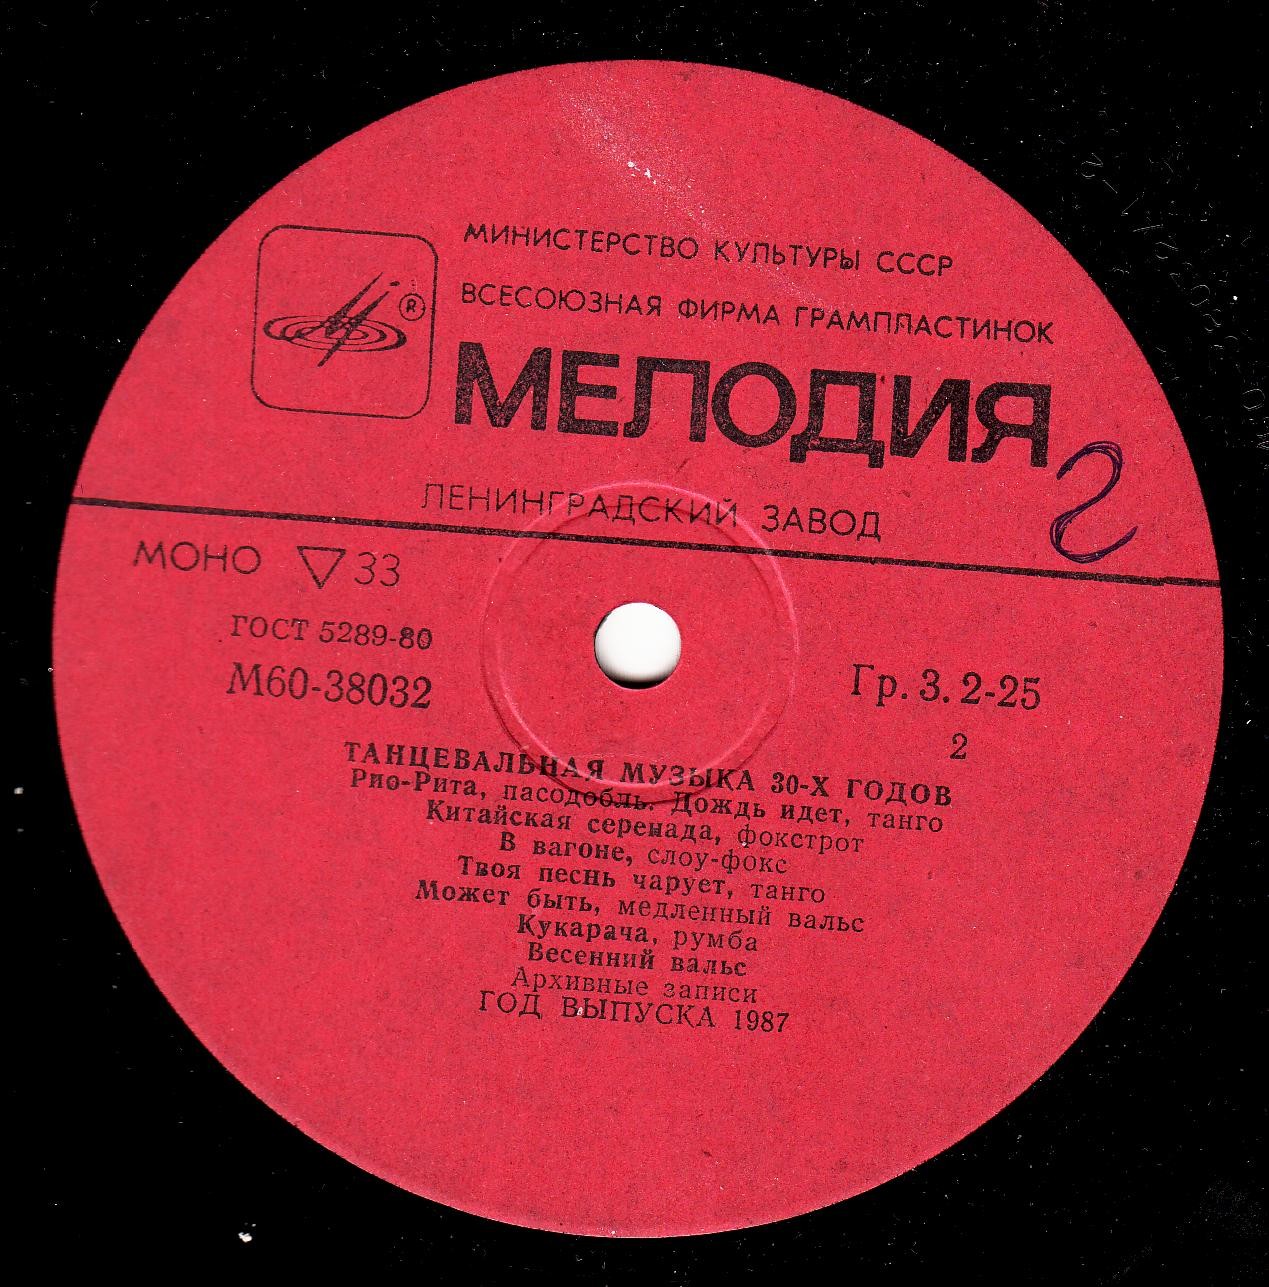 МИНИСТЕРСТВО КУЛЬТУРЫ СССР
ВСЕСОЮЗНАЯ ФИРМА ГРАМПЛАСТИНОК
®
МЕЛОДИЯ
2
ЛЕНИНГРАДСКИЙ ЗАВОД
МОНО ▽ 33
ГОСТ 5289-80
М60-38032
Гр. 3. 2-25
2
ТАНЦЕВАЛЬНАЯ МУЗЫКА 30-Х ГОДОВ
Рио-Рита, пасодобль. Дождь идет, танго
Китайская серенада, фокстрот
В вагоне, слоу-фокс
Твоя песнь чарует, танго
Может быть, медленный вальс
Кукарача, румба
Весенний вальс
Архивные записи
ГОД ВЫПУСКА 1987